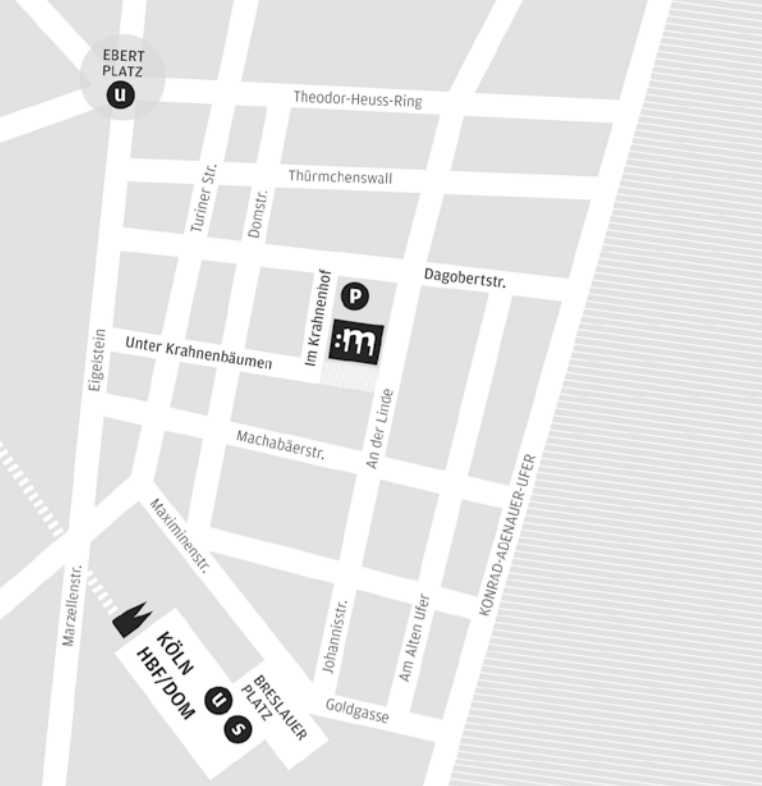 EBERT
PLATZ
u
Theodor-Heuss-Ring
Thürmchenswall
Turiner Str.
Domstr.
Dagobertstr.
Im Krahnenhof
P
:m
Eigelstein
Unter Krahnenbäumen
An der Linde
Machabäerstr.
KONRAD-ADENAUER-UFER
Maximinenstr.
Marzellenstr.
Johannisstr.
Am Alten Ufer
KÖLN
HBF/DOM
u
s
BRESLAUER
PLATZ
Goldgasse